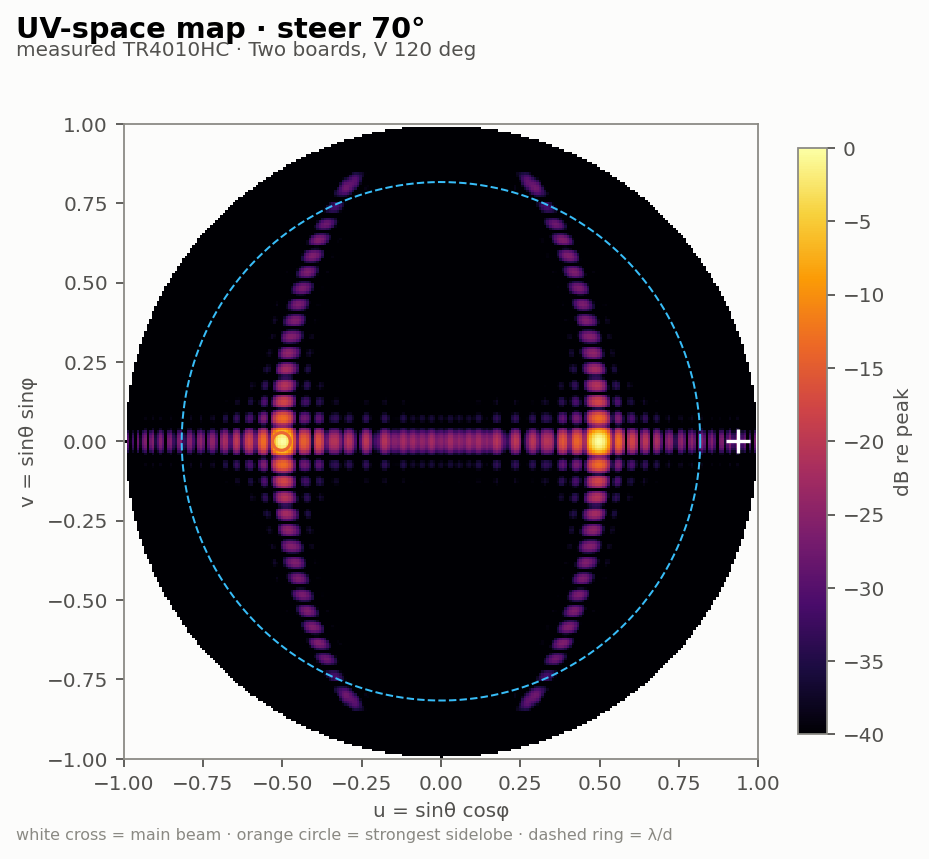 UV-space map · steer 70°
measured TR4010HC · Two boards, V 120 deg
1.00
0.75
0.50
0.25
0.00
−0.25
−0.50
−0.75
−1.00
v = sinθ sinφ
−1.00 −0.75 −0.50 −0.25 0.00 0.25 0.50 0.75 1.00
u = sinθ cosφ
0
−5
−10
−15
−20
−25
−30
−35
−40
dB re peak
white cross = main beam · orange circle = strongest sidelobe · dashed ring = λ/d